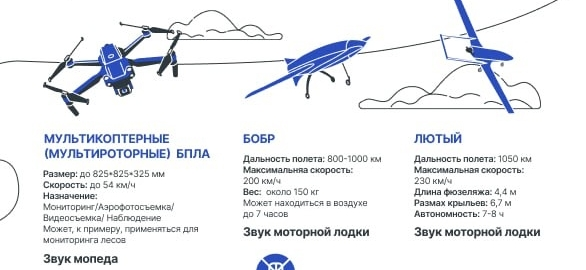 МУЛЬТИКОПТЕРНЫЕ
(МУЛЬТИРОТОРНЫЕ) БПЛА
Размер: до 825*825*325 мм
Скорость: до 54 км/ч
Назначение:
Мониторинг/Аэрофотосъемка/
Видеосъемка/ Наблюдение
Может, к примеру, применяться для
мониторинга лесов
Звук мопеда
БОБР
Дальность полета: 800-1000 км
Максимальняа скорость:
200 км/ч
Вес: около 150 кг
Может находиться в воздухе
до 7 часов
Звук моторной лодки
ЛЮТЫЙ
Дальность полета: 1050 км
Максимальная скорость:
230 км/ч
Длина фюзеляжа: 4,4 м
Размах крыльев: 6,7 м
Автономность: 7-8 ч
Звук моторной лодки